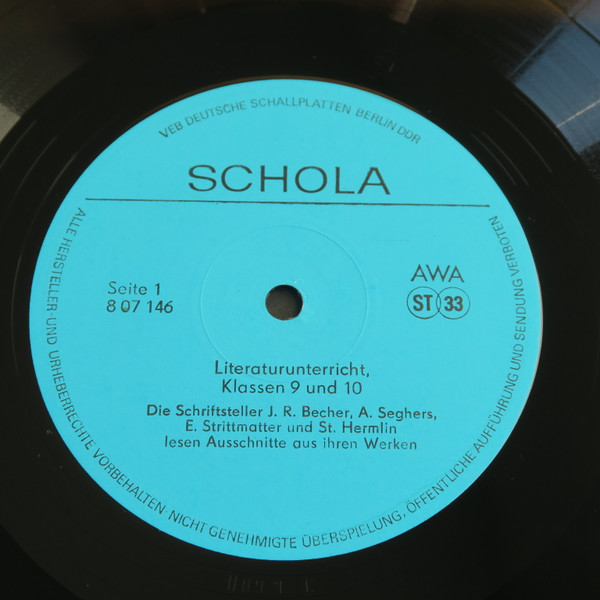 VEB DEUTSCHE SCHALLPLATTEN BERLIN DDR
SCHOLA
Seite 1
8 07 146
AWA
ST 33
Literaturunterricht,
Klassen 9 und 10
Die Schriftsteller J. R. Becher, A. Seghers,
E. Strittmatter und St. Hermlin
lesen Ausschnitte aus ihren Werken
ALLE HERSTELLER-UND URHEBERRECHTE VORBEHALTEN NICHT GENEHMIGTE ÜBERSPIELUNG, ÖFFENTLICHE AUFFÜHRUNG UND SENDUNG VERBOTEN